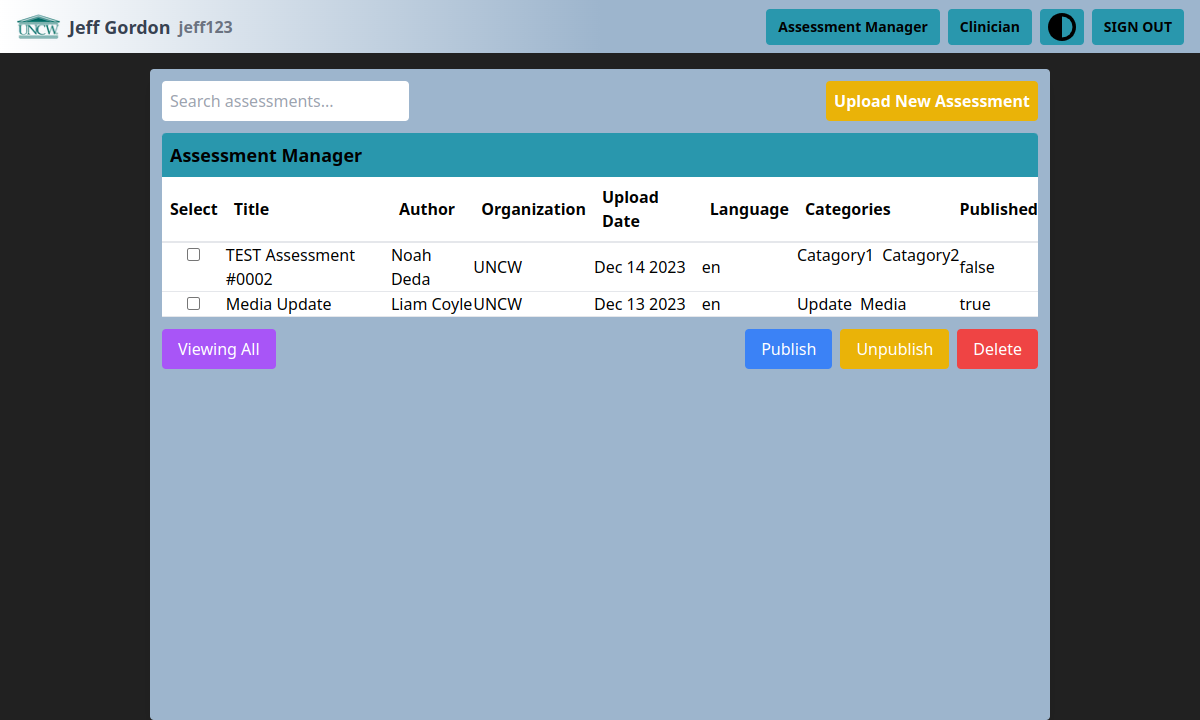 UNCW Jeff Gordon jeff123 Assessment Manager Clinician SIGN OUT
Search assessments... Upload New Assessment
Assessment Manager
Select Title Author Organization Upload Date Language Categories Published
TEST Assessment #0002 Noah Deda UNCW Dec 14 2023 en Catagory1 Catagory2 false
Media Update Liam Coyle UNCW Dec 13 2023 en Update Media true
Viewing All Publish Unpublish Delete